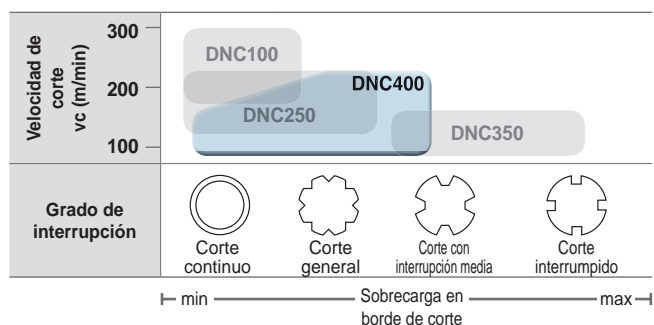 Velocidad de
corte
vc (m/min)
300
200
100
DNC100
DNC400
DNC250
DNC350
Grado de
interrupción
Corte
continuo
Corte
general
Corte con
interrupción media
Corte
interrumpido
min
Sobrecarga en
borde de corte
max